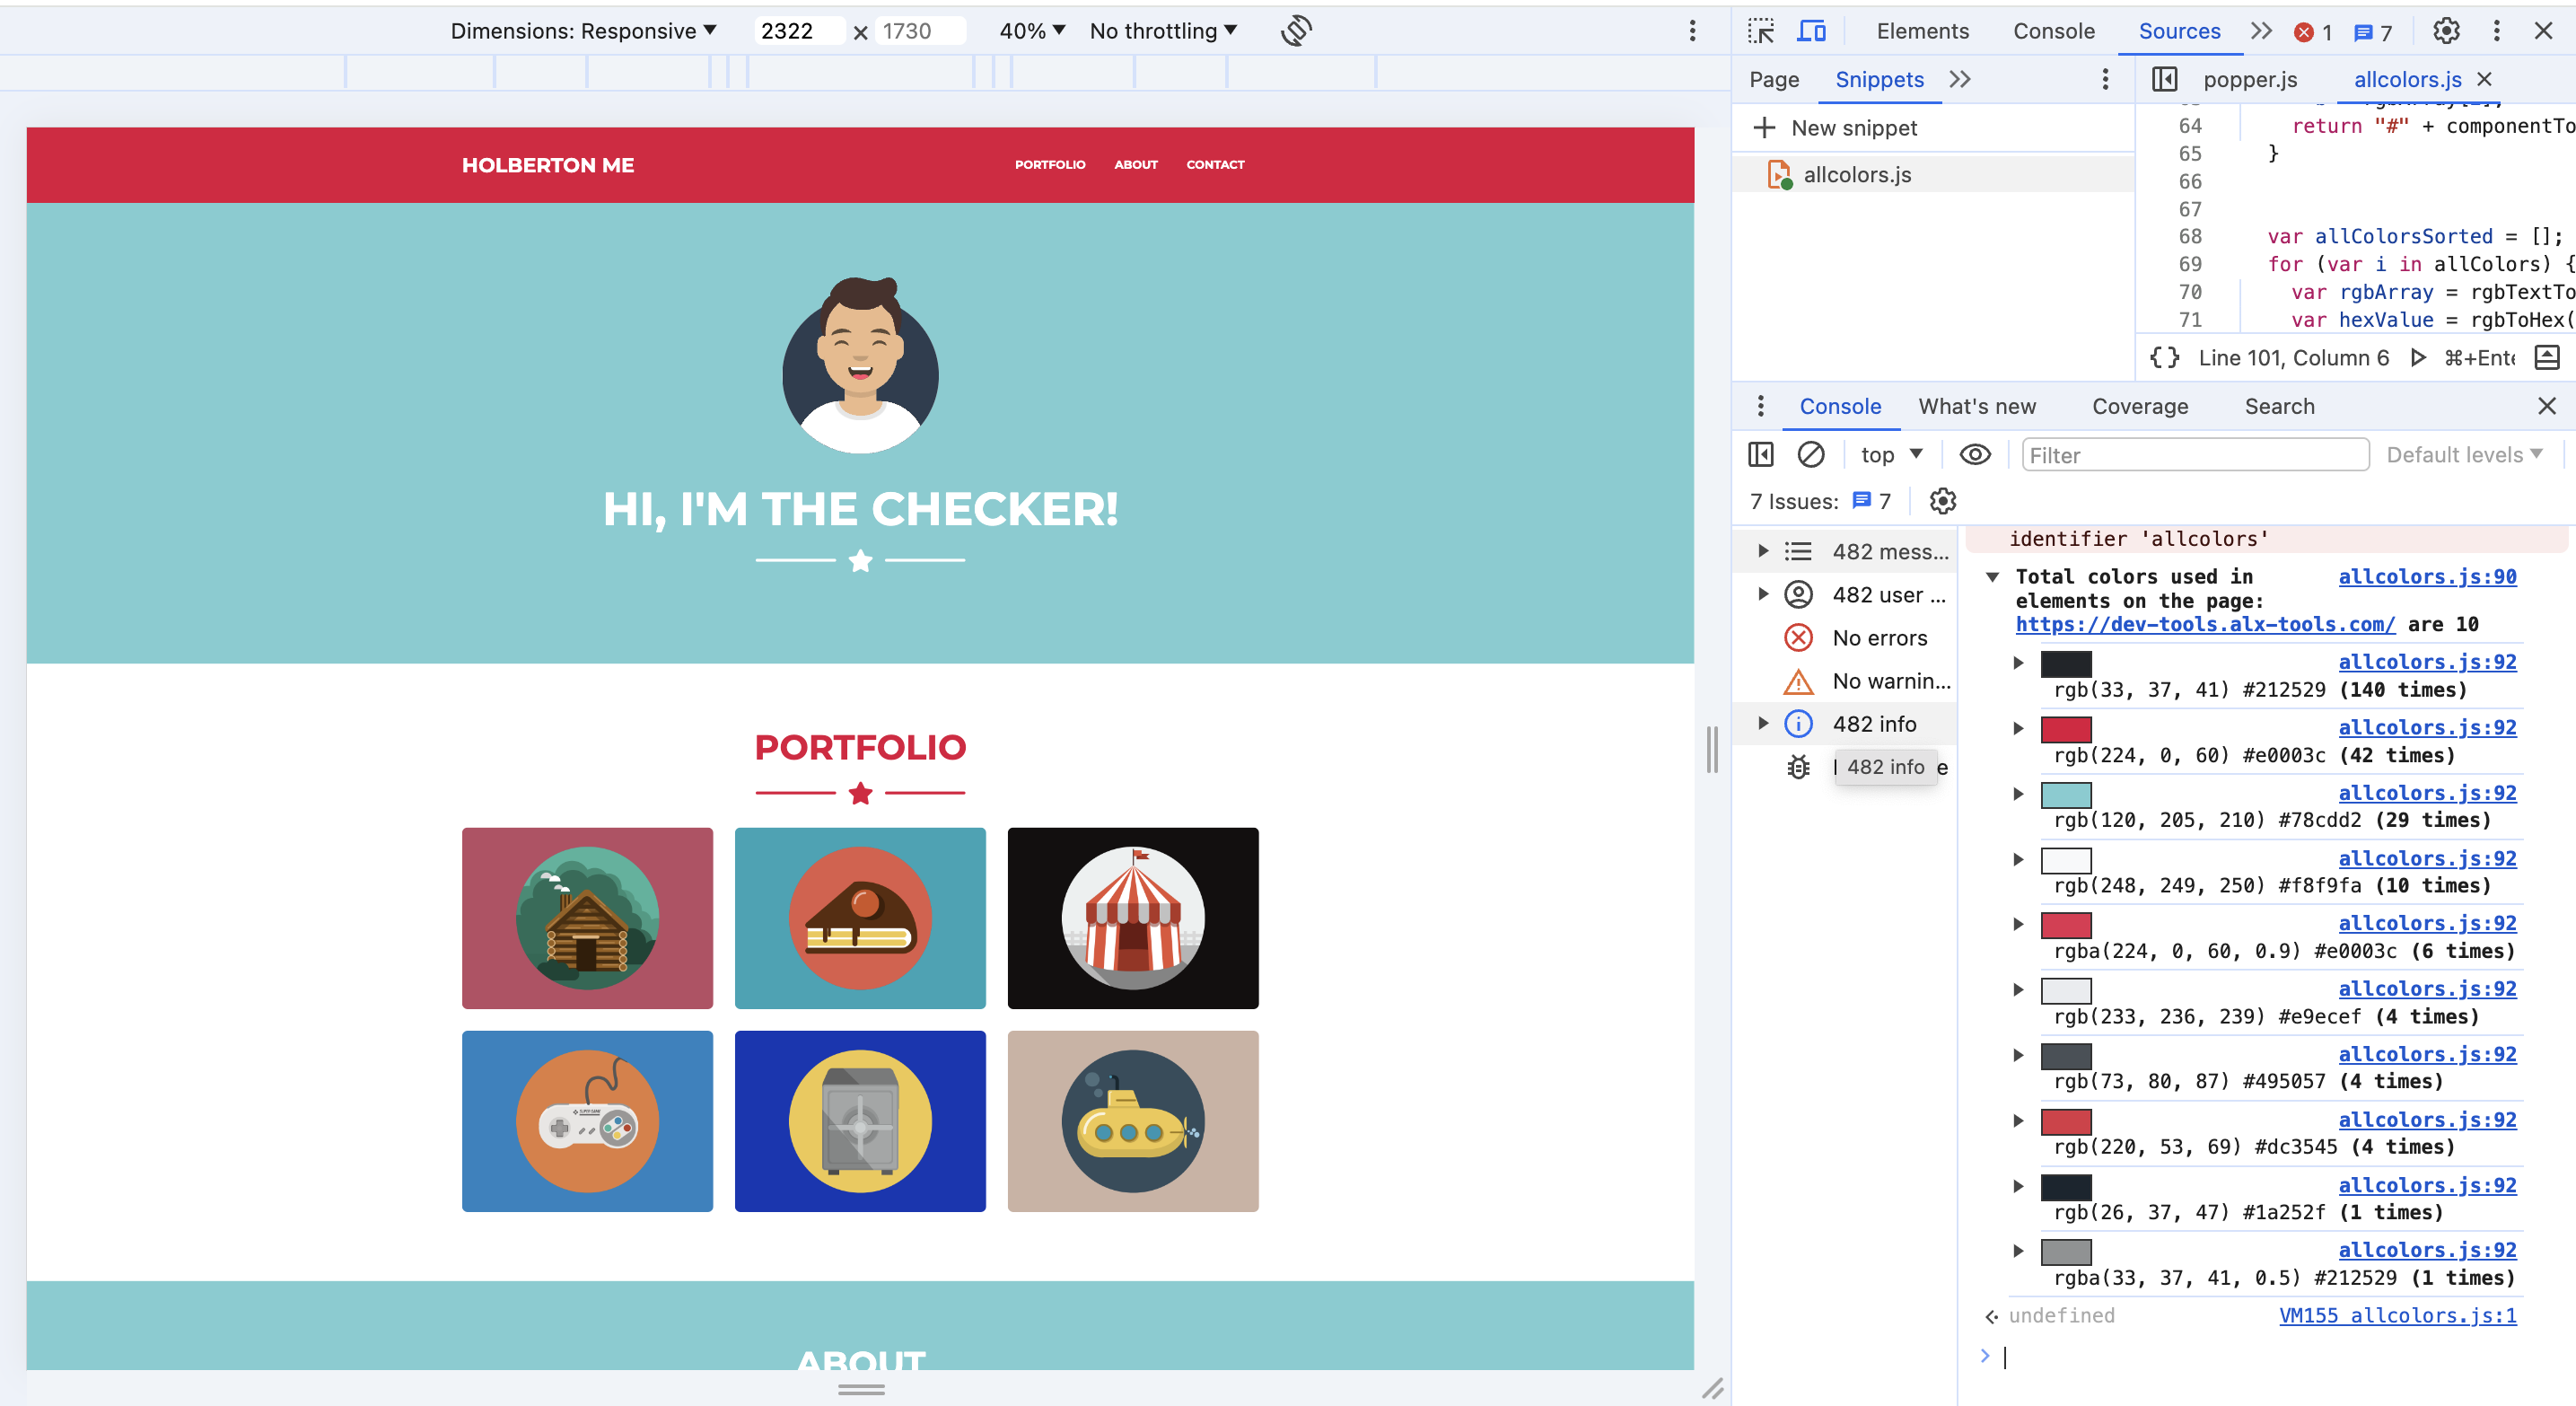 Dimensions: Responsive ▼ 2322 × 1730 40% ▼ No throttling ▼
HOLBERTON ME
PORTFOLIO ABOUT CONTACT
HI, I'M THE CHECKER!
PORTFOLIO
SUPER GAME
ABOUT
Elements Console Sources 1 7
Page Snippets
New snippet
allcolors.js
popper.js allcolors.js
64 return "#" + componentTo
65 }
66
67
68 var allColorsSorted = [];
69 for (var i in allColors) {
70 var rgbArray = rgbTextTo
71 var hexValue = rgbToHex(
{ } Line 101, Column 6 ⌘+Ente
Console What's new Coverage Search
top ▼ Filter Default levels ▼
7 Issues: 7
482 mess...
482 user ...
No errors
No warnin...
482 info
482 info e
identifier 'allcolors'
Total colors used in allcolors.js:90
elements on the page:
https://dev-tools.alx-tools.com/ are 10
allcolors.js:92
rgb(33, 37, 41) #212529 (140 times)
allcolors.js:92
rgb(224, 0, 60) #e0003c (42 times)
allcolors.js:92
rgb(120, 205, 210) #78cdd2 (29 times)
allcolors.js:92
rgb(248, 249, 250) #f8f9fa (10 times)
allcolors.js:92
rgba(224, 0, 60, 0.9) #e0003c (6 times)
allcolors.js:92
rgb(233, 236, 239) #e9ecef (4 times)
allcolors.js:92
rgb(73, 80, 87) #495057 (4 times)
allcolors.js:92
rgb(220, 53, 69) #dc3545 (4 times)
allcolors.js:92
rgb(26, 37, 47) #1a252f (1 times)
allcolors.js:92
rgba(33, 37, 41, 0.5) #212529 (1 times)
undefined VM155 allcolors.js:1